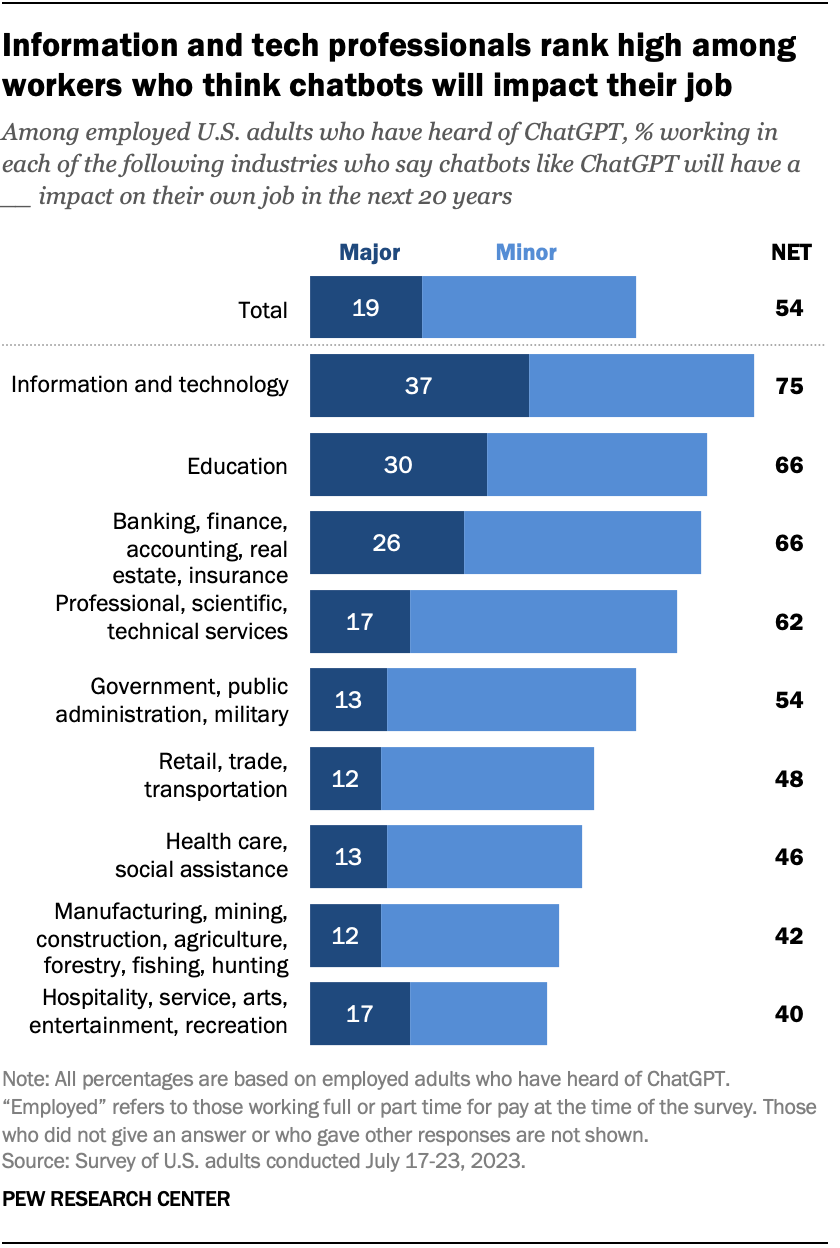 Information and tech professionals rank high among
workers who think chatbots will impact their job
Among employed U.S. adults who have heard of ChatGPT, % working in
each of the following industries who say chatbots like ChatGPT will have a
__ impact on their own job in the next 20 years
Major Minor NET
Total 19 54
Information and technology 37 75
Education 30 66
Banking, finance,
accounting, real
estate, insurance
26 66
Professional, scientific,
technical services
17 62
Government, public
administration, military
13 54
Retail, trade,
transportation
12 48
Health care,
social assistance
13 46
Manufacturing, mining,
construction, agriculture,
forestry, fishing, hunting
12 42
Hospitality, service, arts,
entertainment, recreation
17 40
Note: All percentages are based on employed adults who have heard of ChatGPT.
“Employed” refers to those working full or part time for pay at the time of the survey. Those
who did not give an answer or who gave other responses are not shown.
Source: Survey of U.S. adults conducted July 17-23, 2023.
PEW RESEARCH CENTER